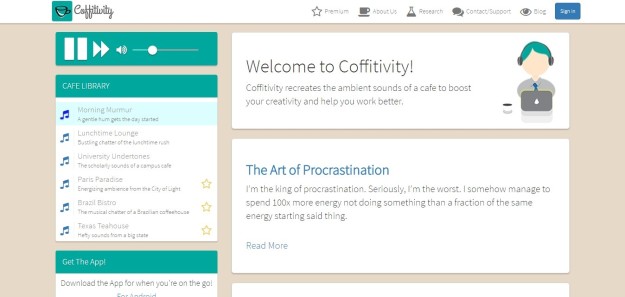 Coffitivity
Premium
About Us
Research
Contact/Support
Blog
Sign in
CAFE LIBRARY
Morning Murmur
A gentle hum gets the day started
Lunchtime Lounge
Bustling chatter of the lunchtime rush
University Undertones
The scholarly sounds of a campus cafe
Paris Paradise
Energizing ambience from the City of Light
Brazil Bistro
The musical chatter of a Brazilian coffeehouse
Texas Teahouse
Hefty sounds from a big state
Get The App!
Download the App for when you're on the go!
For Android
Welcome to Coffitivity!
Coffitivity recreates the ambient sounds of a cafe to boost
your creativity and help you work better.
The Art of Procrastination
I'm the king of procrastination. Seriously, I'm the worst. I somehow manage to
spend 100x more energy not doing something than a fraction of the same
energy starting said thing.
Read More